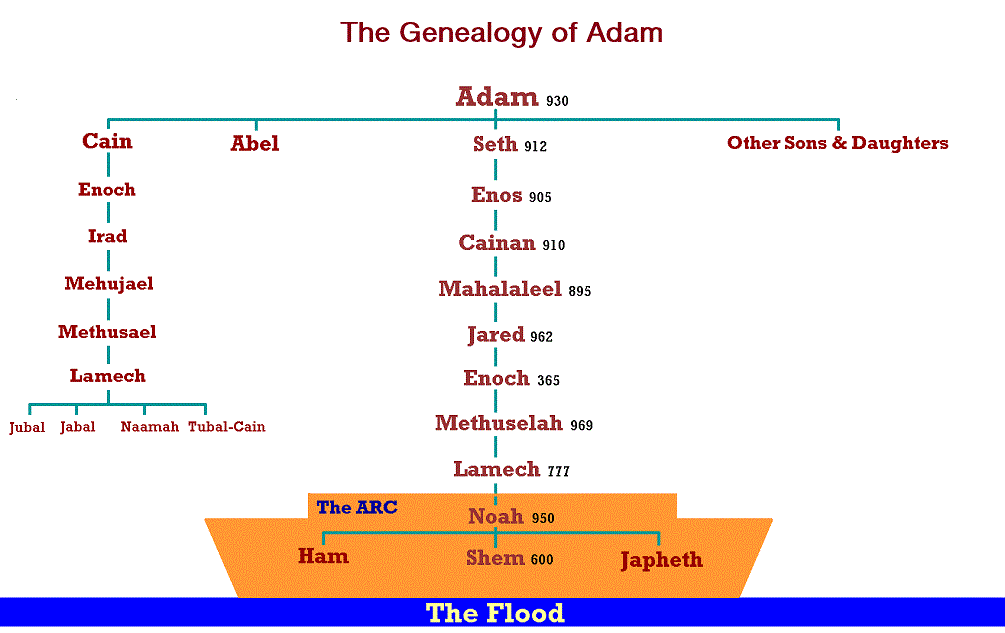 The Genealogy of Adam
Adam 930
Cain Abel Seth 912 Other Sons & Daughters
Enoch Enos 905
Irad Cainan 910
Mehujael Mahalaleel 895
Methusael Jared 962
Lamech Enoch 365
Jubal Jabal Naamah Tubal-Cain Methuselah 969
Lamech 777
The ARC Noah 950
Ham Shem 600 Japheth
The Flood